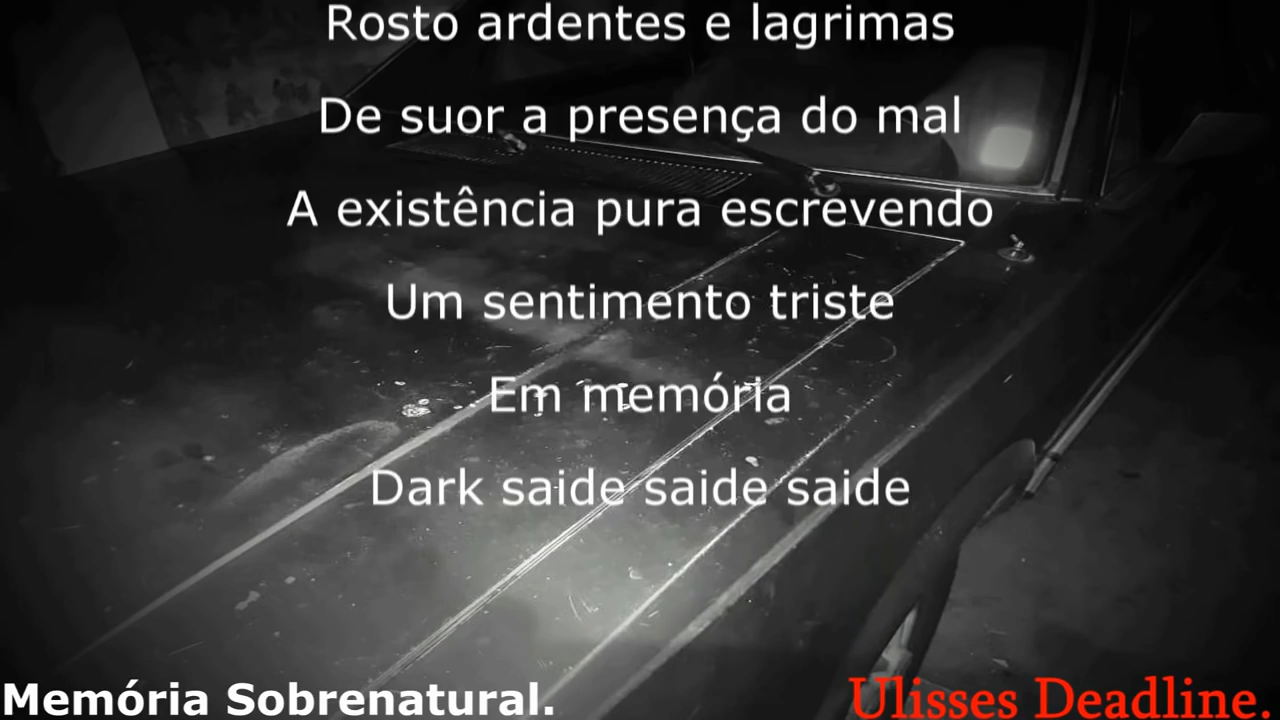 Rosto ardentes e lagrimas
De suor a presença do mal
A existência pura escrevendo
Um sentimento triste
Em memória
Dark saide saide saide
Memória Sobrenatural.
Ulisses Deadline.